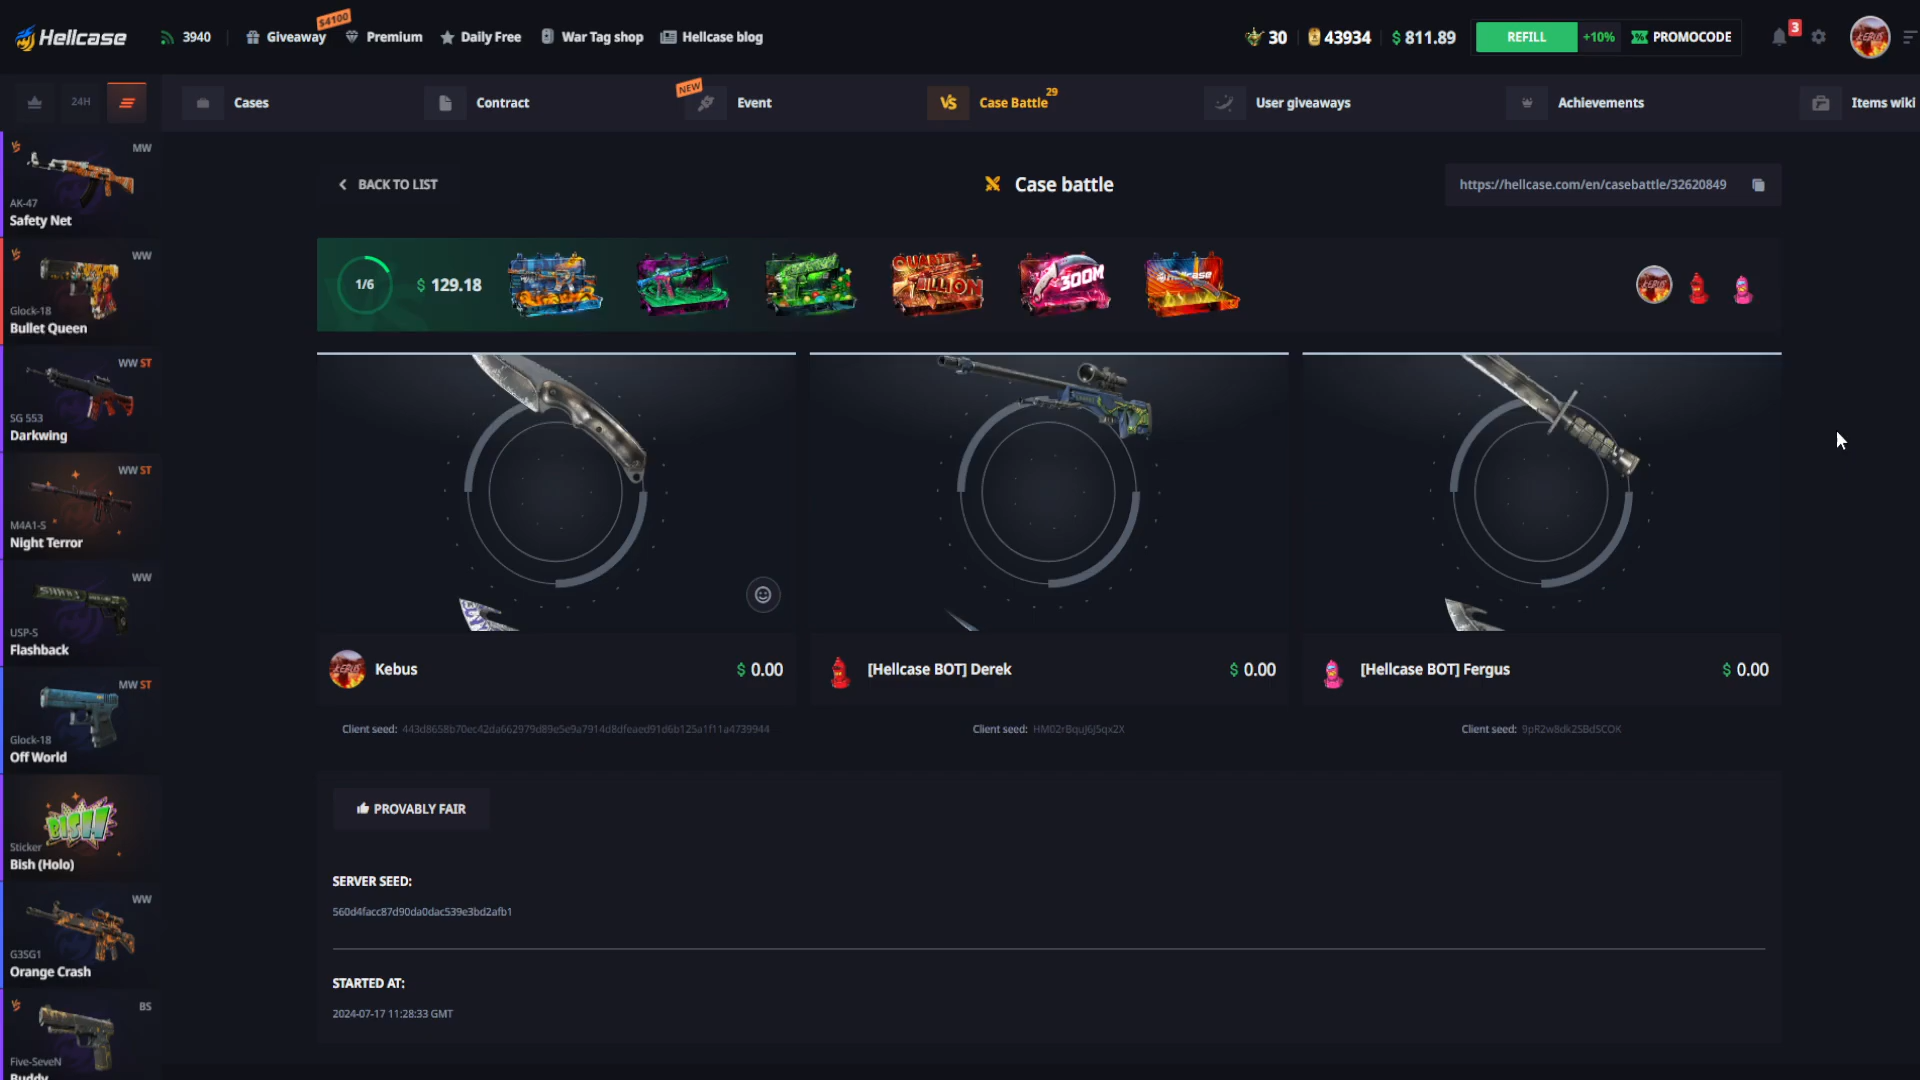 Hellcase
3940
Giveaway
$4100
Premium
Daily Free
War Tag shop
Hellcase blog
30
43934
$ 811.89
REFILL
+10%
PROMOCODE
3
24H
Cases
Contract
NEW
Event
VS
Case Battle
29
User giveaways
Achievements
Items wiki
MW
AK-47
Safety Net
WW
Glock-18
Bullet Queen
WW ST
SG 553
Darkwing
WW ST
M4A1-S
Night Terror
WW
USP-S
Flashback
MW ST
Glock-18
Off World
BISH
Sticker
Bish (Holo)
WW
G3SG1
Orange Crash
BS
Five-SeveN
Buddy
BACK TO LIST
Case battle
https://hellcase.com/en/casebattle/32620849
1/6
$ 129.18
300M
Hellcase
Kebus
$ 0.00
[Hellcase BOT] Derek
$ 0.00
[Hellcase BOT] Fergus
$ 0.00
Client seed:
Client seed: HM02rBquJ6J5qx2X
Client seed: 9pR2w8dk2SBdSCOK
PROVABLY FAIR
SERVER SEED:
560d4facc87d90da0dac539e3bd2afb1
STARTED AT:
2024-07-17 11:28:33 GMT